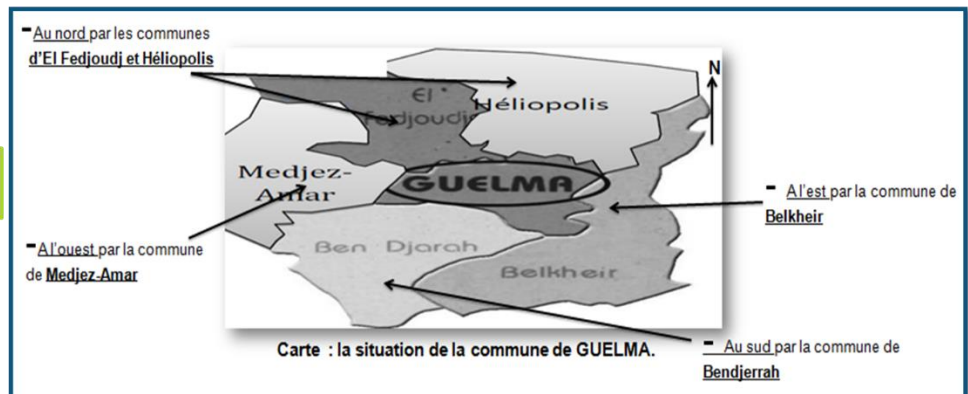 -Au nord par les communes
d'El Fedjoudj et Héliopolis
N
El
Fedjoudj
Héliopolis
Medjez-
Amar
GUELMA
- A l'est par la commune de
Belkheir
-A l'ouest par la commune
de Medjez-Amar
Ben Djarah
Belkheir
- Au sud par la commune de
Bendjerrah
Carte : la situation de la commune de GUELMA.